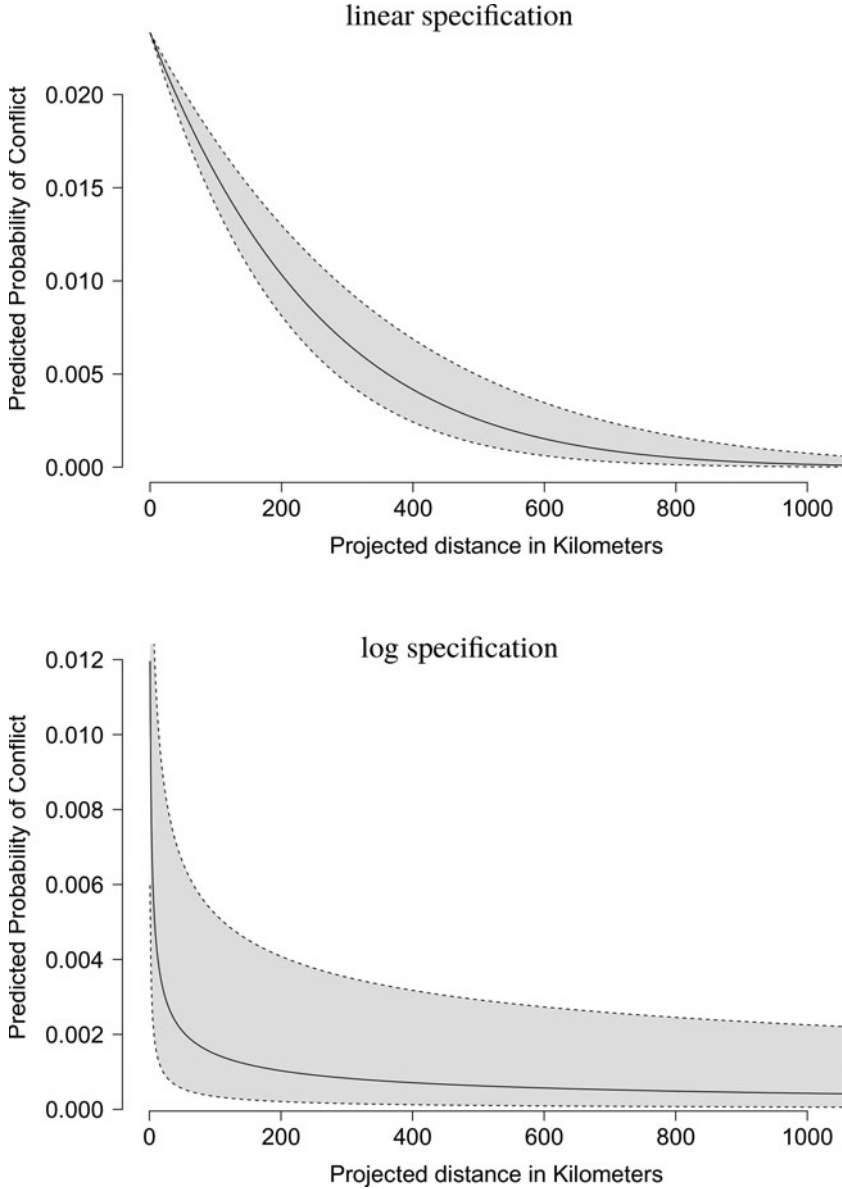 linear specification
Predicted Probability of Conflict
0.020
0.015
0.010
0.005
0.000
0 200 400 600 800 1000
Projected distance in Kilometers
log specification
Predicted Probability of Conflict
0.012
0.010
0.008
0.006
0.004
0.002
0.000
0 200 400 600 800 1000
Projected distance in Kilometers